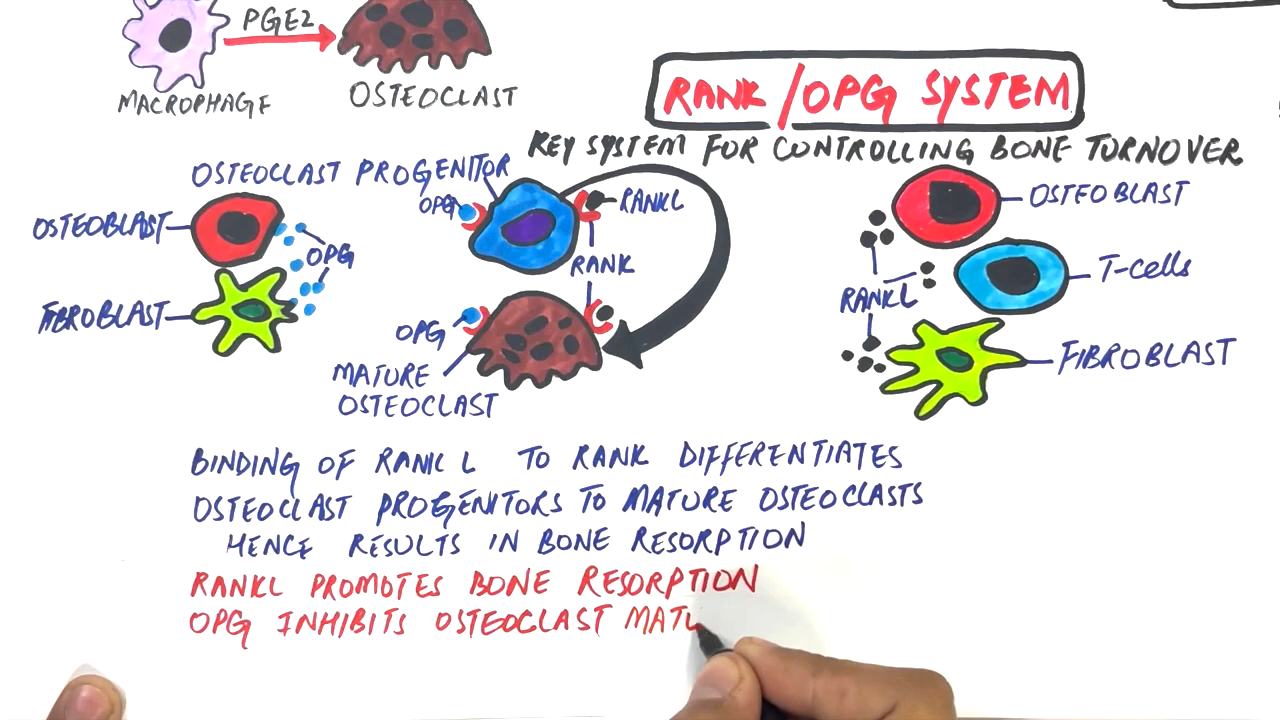 PGE2
MACROPHAGE
OSTEOCLAST
RANK/OPG SYSTEM
KEY SYSTEM FOR CONTROLLING BONE TURNOVER
OSTEOCLAST PROGENITOR
OPG
RANKL
RANK
OSTEOBLAST
OPG
FIBROBLAST
OPG
MATURE
OSTEOCLAST
OSTEOBLAST
T-cells
RANKL
FIBROBLAST
BINDING OF RANKL TO RANK DIFFERENTIATES
OSTEOCLAST PROGENITORS TO MATURE OSTEOCLASTS
HENCE RESULTS IN BONE RESORPTION
RANKL PROMOTES BONE RESORPTION
OPG INHIBITS OSTEOCLAST MATU